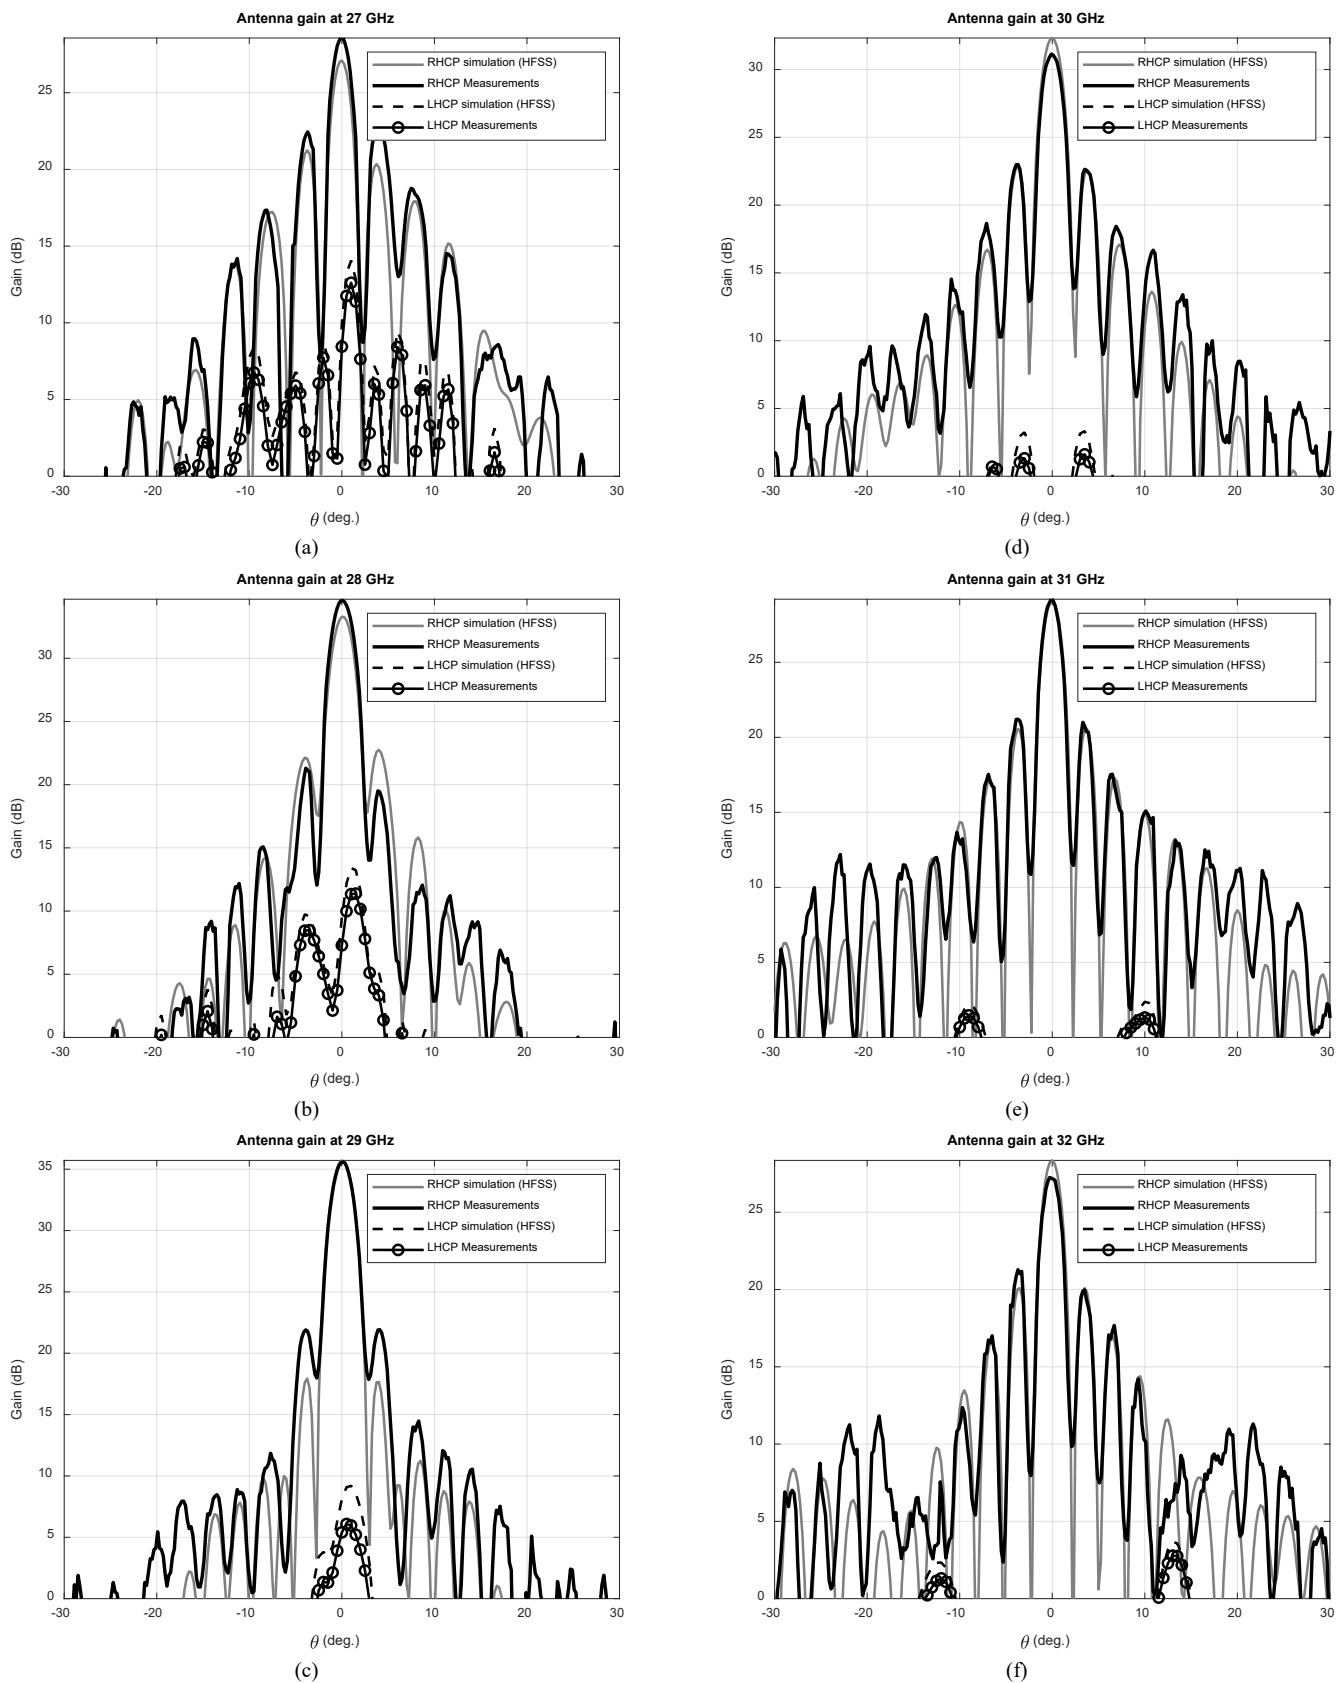 Antenna gain at 27 GHz
RHCP simulation (HFSS)
RHCP Measurements
LHCP simulation (HFSS)
LHCP Measurements
Gain (dB)
25
20
15
10
5
0
-30 -20 -10 0 10 20 30
θ (deg.)
(a)
Antenna gain at 28 GHz
RHCP simulation (HFSS)
RHCP Measurements
LHCP simulation (HFSS)
LHCP Measurements
Gain (dB)
30
25
20
15
10
5
0
-30 -20 -10 0 10 20 30
θ (deg.)
(b)
Antenna gain at 29 GHz
RHCP simulation (HFSS)
RHCP Measurements
LHCP simulation (HFSS)
LHCP Measurements
Gain (dB)
35
30
25
20
15
10
5
0
-30 -20 -10 0 10 20 30
θ (deg.)
(c)
Antenna gain at 30 GHz
RHCP simulation (HFSS)
RHCP Measurements
LHCP simulation (HFSS)
LHCP Measurements
Gain (dB)
30
25
20
15
10
5
0
-30 -20 -10 0 10 20 30
θ (deg.)
(d)
Antenna gain at 31 GHz
RHCP simulation (HFSS)
RHCP Measurements
LHCP simulation (HFSS)
LHCP Measurements
Gain (dB)
25
20
15
10
5
0
-30 -20 -10 0 10 20 30
θ (deg.)
(e)
Antenna gain at 32 GHz
RHCP simulation (HFSS)
RHCP Measurements
LHCP simulation (HFSS)
LHCP Measurements
Gain (dB)
25
20
15
10
5
0
-30 -20 -10 0 10 20 30
θ (deg.)
(f)